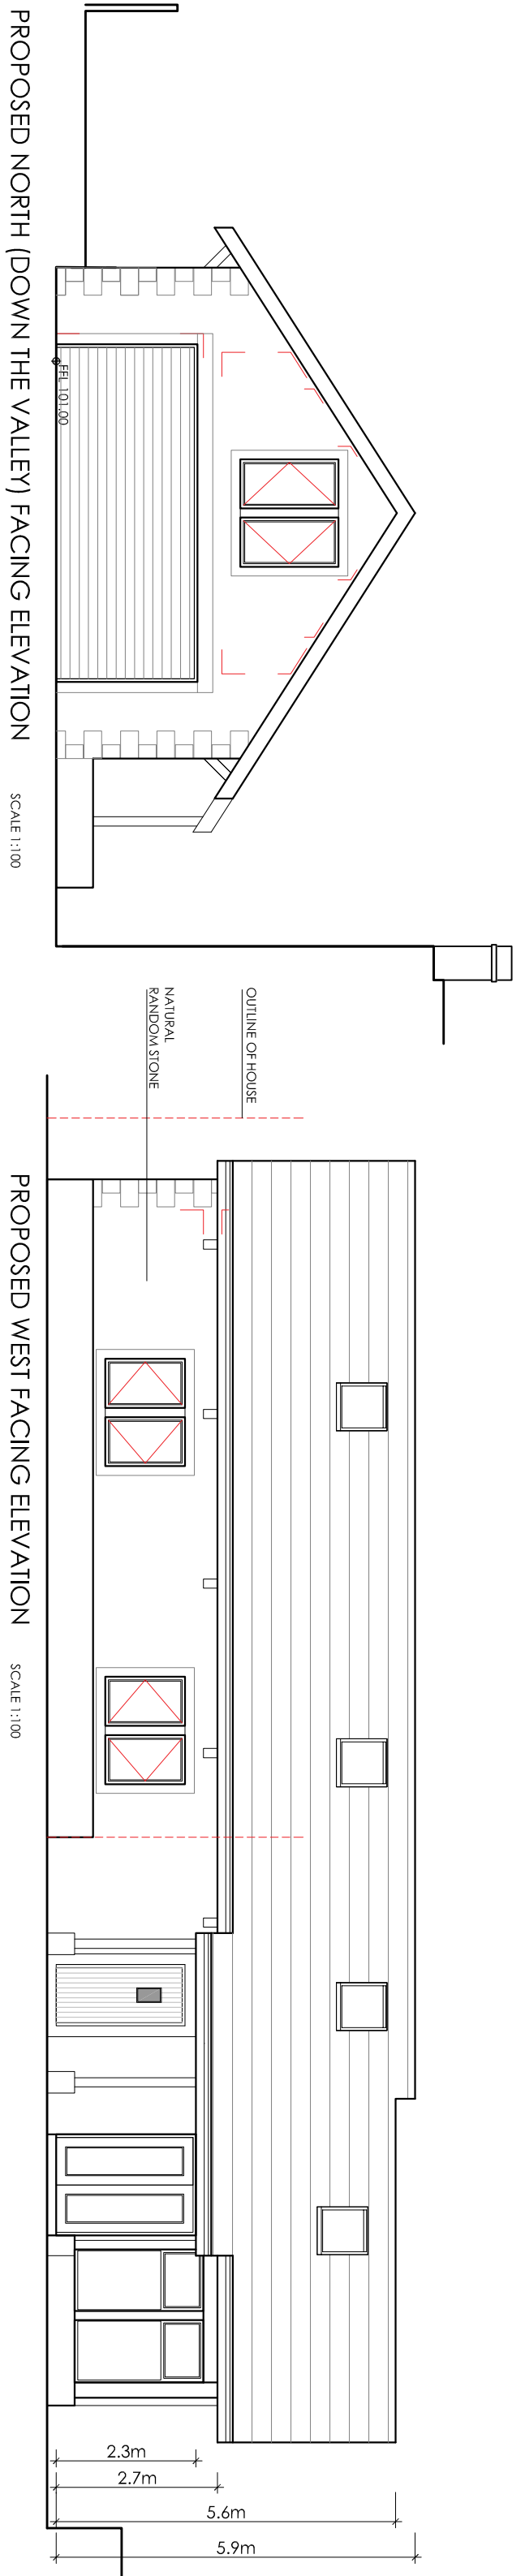 PROPOSED NORTH (DOWN THE VALLEY) FACING ELEVATION
SCALE 1:100
FFL 101.00
OUTLINE OF HOUSE
NATURAL
RANDOM STONE
PROPOSED WEST FACING ELEVATION
SCALE 1:100
2.3m
2.7m
5.6m
5.9m